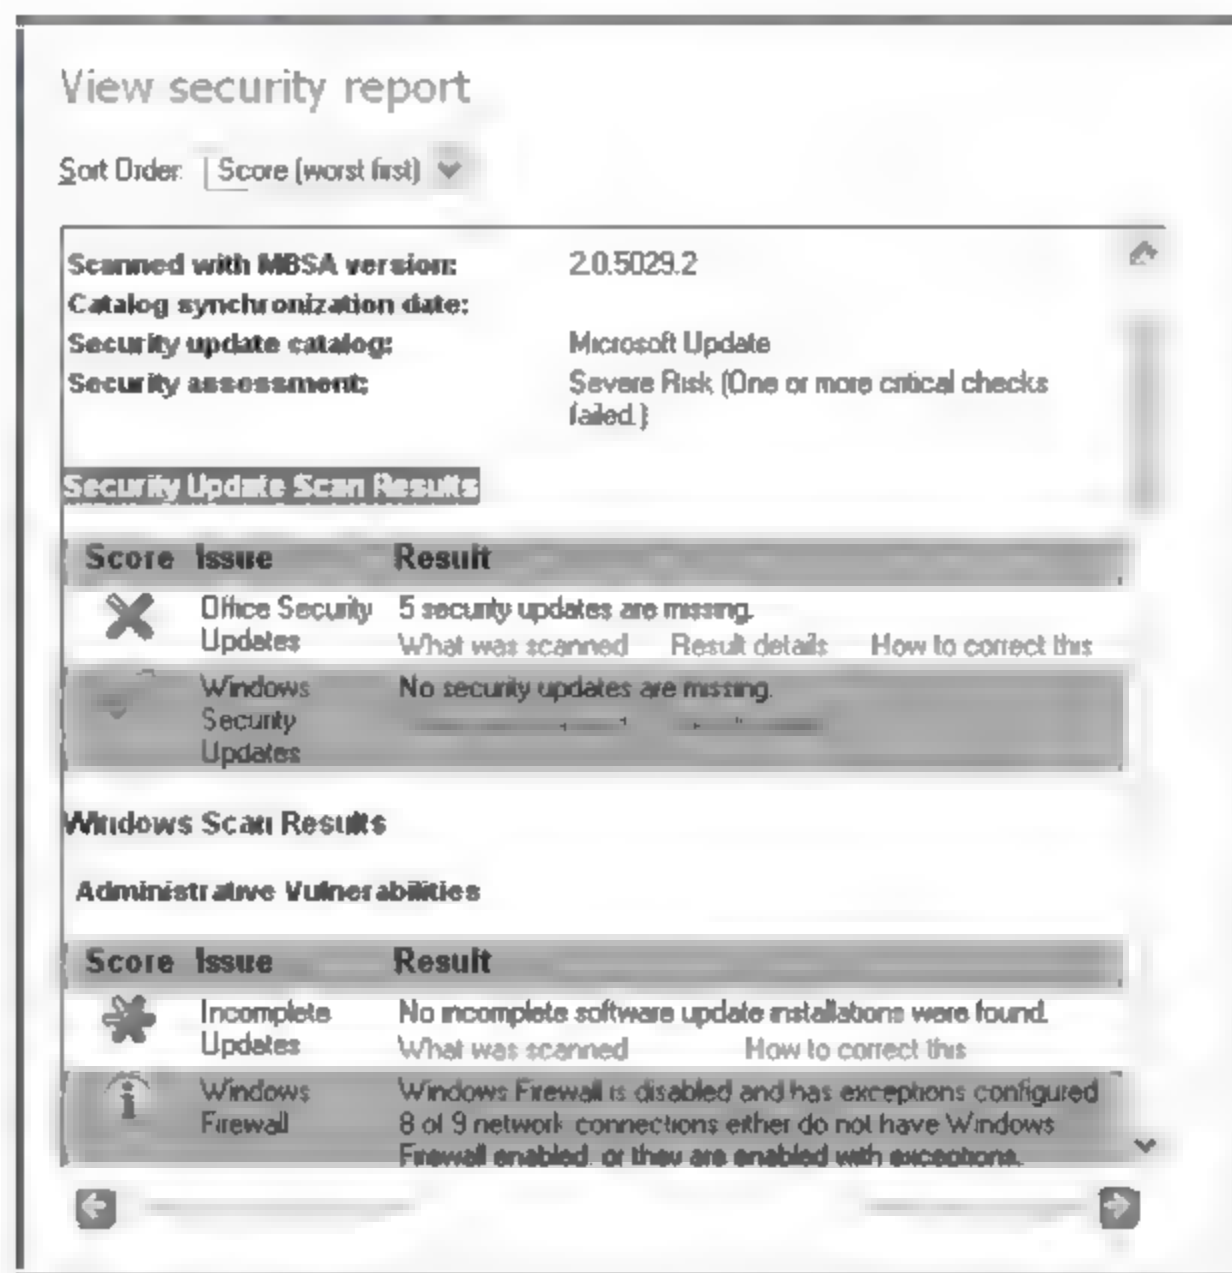 View security report
Sort Order: Score (worst first)
Scanned with MBSA version: 2.0.5029.2
Catalog synchronization date:
Security update catalog: Microsoft Update
Security assessment: Severe Risk (One or more critical checks
failed.)
Security Update Scan Results
Score Issue Result
Office Security 5 security updates are missing.
Updates What was scanned Result details How to correct this
Windows No security updates are missing.
Security
Updates
Windows Scan Results
Administrative Vulnerabilities
Score Issue Result
Incomplete No incomplete software update installations were found.
Updates What was scanned How to correct this
Windows Windows Firewall is disabled and has exceptions configured
Firewall 8 of 9 network connections either do not have Windows
Firewall enabled, or they are enabled with exceptions.